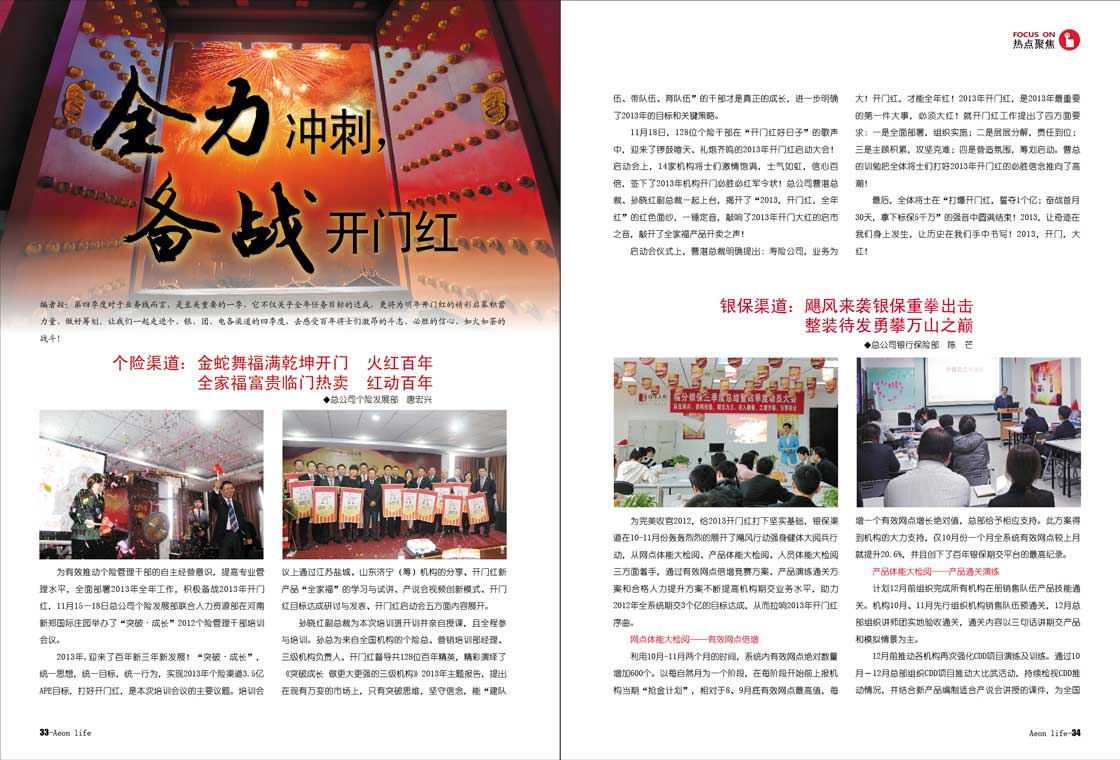 全力冲刺,
备战开门红
编者按：第四季度对于业务线而言，是至关重要的一季，它不仅关乎全年任务目标的达成，更将为明年开门红的精彩启幕积蓄
力量、做好筹划。让我们一起走进个、银、团、电各渠道的四季度，去感受百年将士们激昂的斗志、必胜的信心、如火如荼的
战斗！
个险渠道：金蛇舞福满乾坤开门　火红百年
全家福富贵临门热卖　红动百年
◆总公司个险发展部　唐宏兴
为有效推动个险管理干部的自主经营意识，提高专业管
理水平，全面部署2013年全年工作，积极备战2013年开门
红，11月15－18日总公司个险发展部联合人力资源部在河南
新郑国际庄园举办了“突破·成长”2012个险管理干部培训
会议。
2013年，迎来了百年新三年新发展！“突破·成长”，
统一思想，统一目标，统一行为，实现2013年个险渠道3.5亿
APE目标，打好开门红，是本次培训会议的主要议题。培训会
议上通过江苏盐城、山东济宁（筹）机构的分享、开门红新
产品“全家福”的学习与试讲、产说会视频创新模式、开门
红目标达成研讨与发表、开门红启动会五方面内容展开。
孙晓红副总裁为本次培训班开训并亲自授课，且全程参
与培训。孙总为来自全国机构的个险总、营销培训部经理、
三级机构负责人、开门红督导共128位百年精英，精彩演绎了
《突破成长 做更大更强的三级机构》2013年主题报告，提出
在现有万变的市场上，只有突破思维，坚守信念，能“建队
33-Aeon life
FOCUS ON
热点聚焦
伍、带队伍、育队伍”的干部才是真正的成长，进一步明确
了2013年的目标和关键策略。
11月18日，128位个险干部在“开门红好日子”的歌声
中，迎来了锣鼓喧天、礼炮齐鸣的2013年开门红启动大会！
启动会上，14家机构将士们激情饱满，士气如虹，信心百
倍，签下了2013年机构开门必胜必红军令状！总公司曹湛总
裁、孙晓红副总裁一起上台，揭开了“2013，开门红，全年
红”的红色面纱，一锤定音，敲响了2013年开门大红的启市
之音，敲开了全家福产品开卖之声！
启动会仪式上，曹湛总裁明确提出：寿险公司，业务为
大！开门红，才能全年红！2013年开门红，是2013年最重要
的第一件大事，必须大红！就开门红工作提出了四方面要
求：一是全面部署，组织实施；二是层层分解，责任到位；
三是主顾积累，攻坚克难；四是营造氛围，筹划启动。曹总
的训勉把全体将士们打好2013年开门红的必胜信念推向了高
潮！
最后，全体将士在“打爆开门红，誓夺1个亿；奋战首月
30天，拿下标保5千万”的强音中圆满结束！2013，让奇迹在
我们身上发生，让历史在我们手中书写！2013，开门，大
红！
银保渠道：飓风来袭银保重拳出击
整装待发勇攀万山之巅
◆总公司银行保险部　陈　芒
为完美收官2012，给2013开门红打下坚实基础，银保渠
道在10-11月份轰轰烈烈的展开了飓风行动强身健体大阅兵行
动，从网点体能大检阅、产品体能大检阅、人员体能大检阅
三方面着手，通过有效网点倍增竞赛方案、产品演练通关方
案和合格人力提升方案不断提高机构期交业务水平，助力
2012年全系统期交3个亿的目标达成，从而拉响2013年开门红
序曲。
网点体能大检阅——有效网点倍增
利用10月-11月两个月的时间，系统内有效网点绝对数量
增加600个。以每自然月为一个阶段，在每阶段开始前上报机
构当期“抢金计划”，相对于8、9月底有效网点最高值，每
增一个有效网点增长绝对值，总部给予相应支持。此方案得
到机构的大力支持，仅10月份一个月全系统有效网点较上月
就提升20.6%，并且创下了百年银保期交平台的最高纪录。
产品体能大检阅——产品通关演练
计划12月前组织完成所有机构在册销售队伍产品技能通
关。机构10月、11月先行组织机构销售队伍预通关，12月总
部组织讲师团实地验收通关，通关内容以三句话讲期交产品
和模拟情景为主。
12月前推动各机构再次强化CDD项目演练及训练。通过10
月－12月总部组织CDD项目推动大比武活动，持续检视CDD推
动情况，并结合新产品编制适合产说会讲授的课件，为全国
Aeon life-34